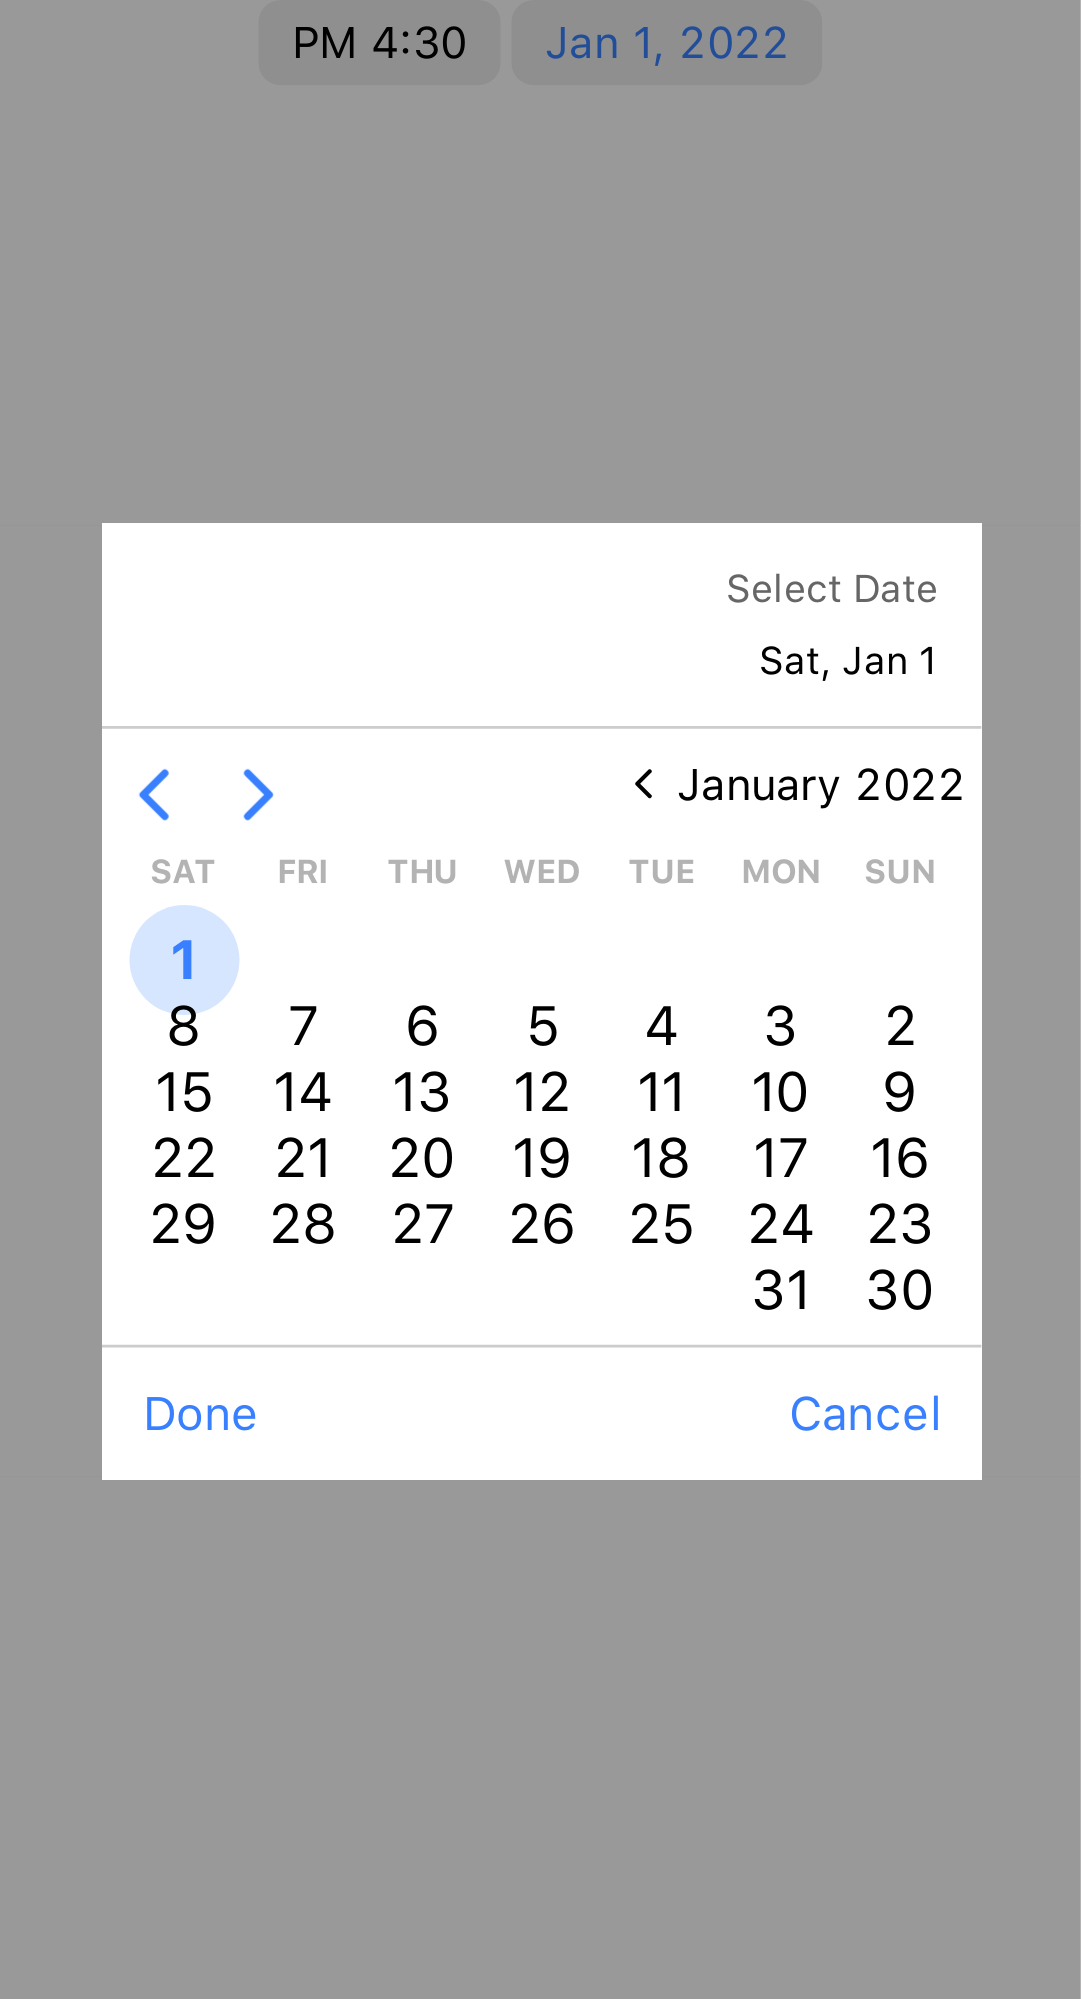 PM 4:30 Jan 1, 2022
Select Date
Sat, Jan 1
January 2022
SAT FRI THU WED TUE MON SUN
1
8 7 6 5 4 3 2
15 14 13 12 11 10 9
22 21 20 19 18 17 16
29 28 27 26 25 24 23
31 30
Done Cancel